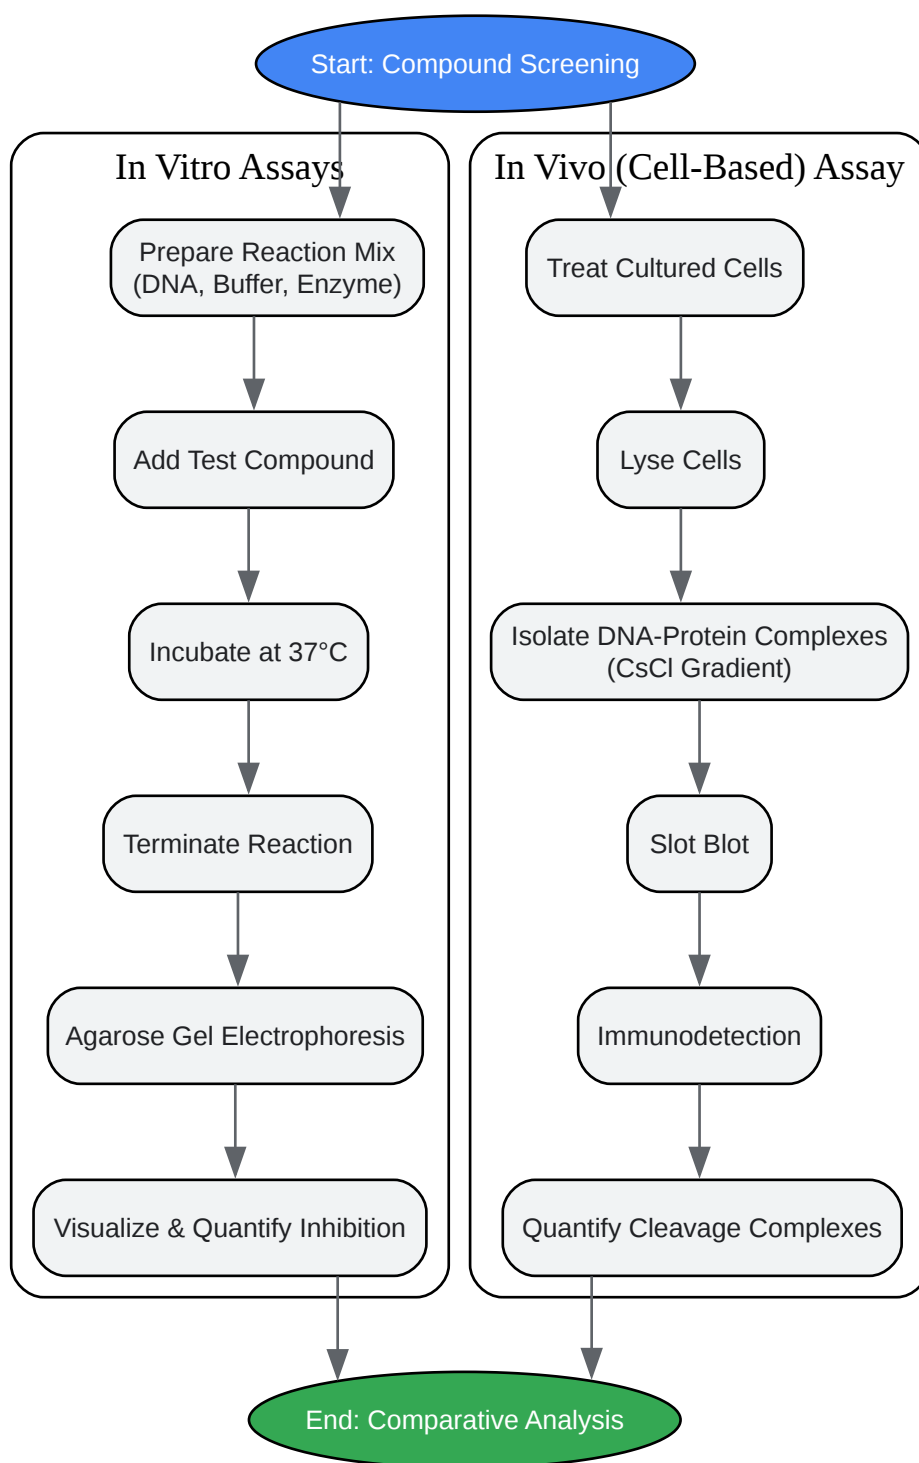 Start: Compound Screening
In Vitro Assays
Prepare Reaction Mix
(DNA, Buffer, Enzyme)
Add Test Compound
Incubate at 37°C
Terminate Reaction
Agarose Gel Electrophoresis
Visualize & Quantify Inhibition
In Vivo (Cell-Based) Assay
Treat Cultured Cells
Lyse Cells
Isolate DNA-Protein Complexes
(CsCl Gradient)
Slot Blot
Immunodetection
Quantify Cleavage Complexes
End: Comparative Analysis